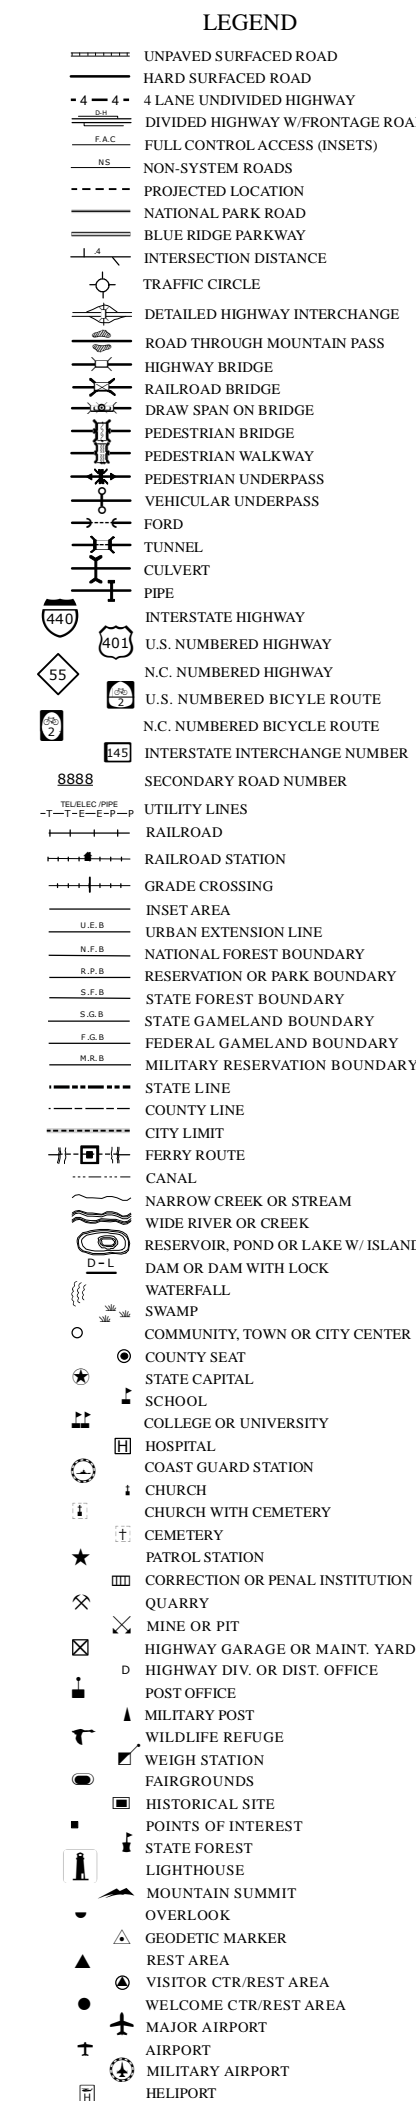 LEGEND
UNPAVED SURFACED ROAD
HARD SURFACED ROAD
4 4 4 LANE UNDIVIDED HIGHWAY
D-H DIVIDED HIGHWAY W/FRONTAGE ROA
F.A.C FULL CONTROL ACCESS (INSETS)
NS NON-SYSTEM ROADS
PROJECTED LOCATION
NATIONAL PARK ROAD
BLUE RIDGE PARKWAY
.4 INTERSECTION DISTANCE
TRAFFIC CIRCLE
DETAILED HIGHWAY INTERCHANGE
ROAD THROUGH MOUNTAIN PASS
HIGHWAY BRIDGE
RAILROAD BRIDGE
DRAW SPAN ON BRIDGE
PEDESTRIAN BRIDGE
PEDESTRIAN WALKWAY
PEDESTRIAN UNDERPASS
VEHICULAR UNDERPASS
FORD
TUNNEL
CULVERT
PIPE
440 INTERSTATE HIGHWAY
401 U.S. NUMBERED HIGHWAY
55 N.C. NUMBERED HIGHWAY
2 U.S. NUMBERED BICYLE ROUTE
2 N.C. NUMBERED BICYCLE ROUTE
145 INTERSTATE INTERCHANGE NUMBER
8888 SECONDARY ROAD NUMBER
TEL/ELEC /PIPE
T T E E P P UTILITY LINES
RAILROAD
RAILROAD STATION
GRADE CROSSING
INSET AREA
U.E.B URBAN EXTENSION LINE
N.F.B NATIONAL FOREST BOUNDARY
R.P.B RESERVATION OR PARK BOUNDARY
S.F.B STATE FOREST BOUNDARY
S.G.B STATE GAMELAND BOUNDARY
F.G.B FEDERAL GAMELAND BOUNDARY
M.R.B MILITARY RESERVATION BOUNDARY
STATE LINE
COUNTY LINE
CITY LIMIT
FERRY ROUTE
CANAL
NARROW CREEK OR STREAM
WIDE RIVER OR CREEK
RESERVOIR, POND OR LAKE W/ ISLAND
D-L DAM OR DAM WITH LOCK
WATERFALL
SWAMP
COMMUNITY, TOWN OR CITY CENTER
COUNTY SEAT
STATE CAPITAL
SCHOOL
COLLEGE OR UNIVERSITY
H HOSPITAL
COAST GUARD STATION
CHURCH
CHURCH WITH CEMETERY
CEMETERY
PATROL STATION
CORRECTION OR PENAL INSTITUTION
QUARRY
MINE OR PIT
HIGHWAY GARAGE OR MAINT. YARD
D HIGHWAY DIV. OR DIST. OFFICE
POST OFFICE
MILITARY POST
WILDLIFE REFUGE
WEIGH STATION
FAIRGROUNDS
HISTORICAL SITE
POINTS OF INTEREST
STATE FOREST
LIGHTHOUSE
MOUNTAIN SUMMIT
OVERLOOK
GEODETIC MARKER
REST AREA
VISITOR CTR/REST AREA
WELCOME CTR/REST AREA
MAJOR AIRPORT
AIRPORT
MILITARY AIRPORT
H HELIPORT